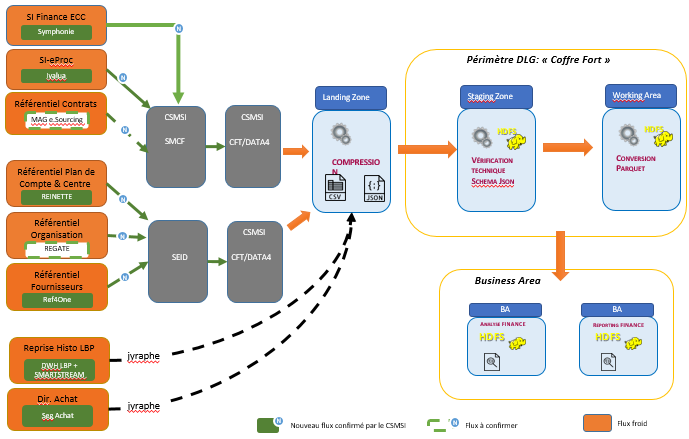 SI Finance ECC
Symphonie
SI-eProc
Ivalua
Référentiel Contrats
MAG e.Sourcing
Référentiel Plan de
Compte & Centre
REINETTE
Référentiel
Organisation
REGATE
Référentiel
Fournisseurs
Ref4One
Reprise Histo LBP
DWH LBP +
SMARTSTREAM
Dir. Achat
Seg Achat
N
N
N
N
N
N
jyraphe
jyraphe
CSMSI
SMCF
CSMSI
CFT/DATA4
SEID
CSMSI
CFT/DATA4
Landing Zone
COMPRESSIO
N
CSV
{;}
JSON
Périmètre DLG: « Coffre Fort »
Staging Zone
HDFS
Vérification
technique
Schema Json
Working Area
HDFS
Conversion
Parquet
Business Area
BA
Analyse FINANCE
HDFS
BA
Reporting FINANCE
HDFS
N
Nouveau flux confirmé par le CSMSI
N
Flux à confirmer
Flux froid